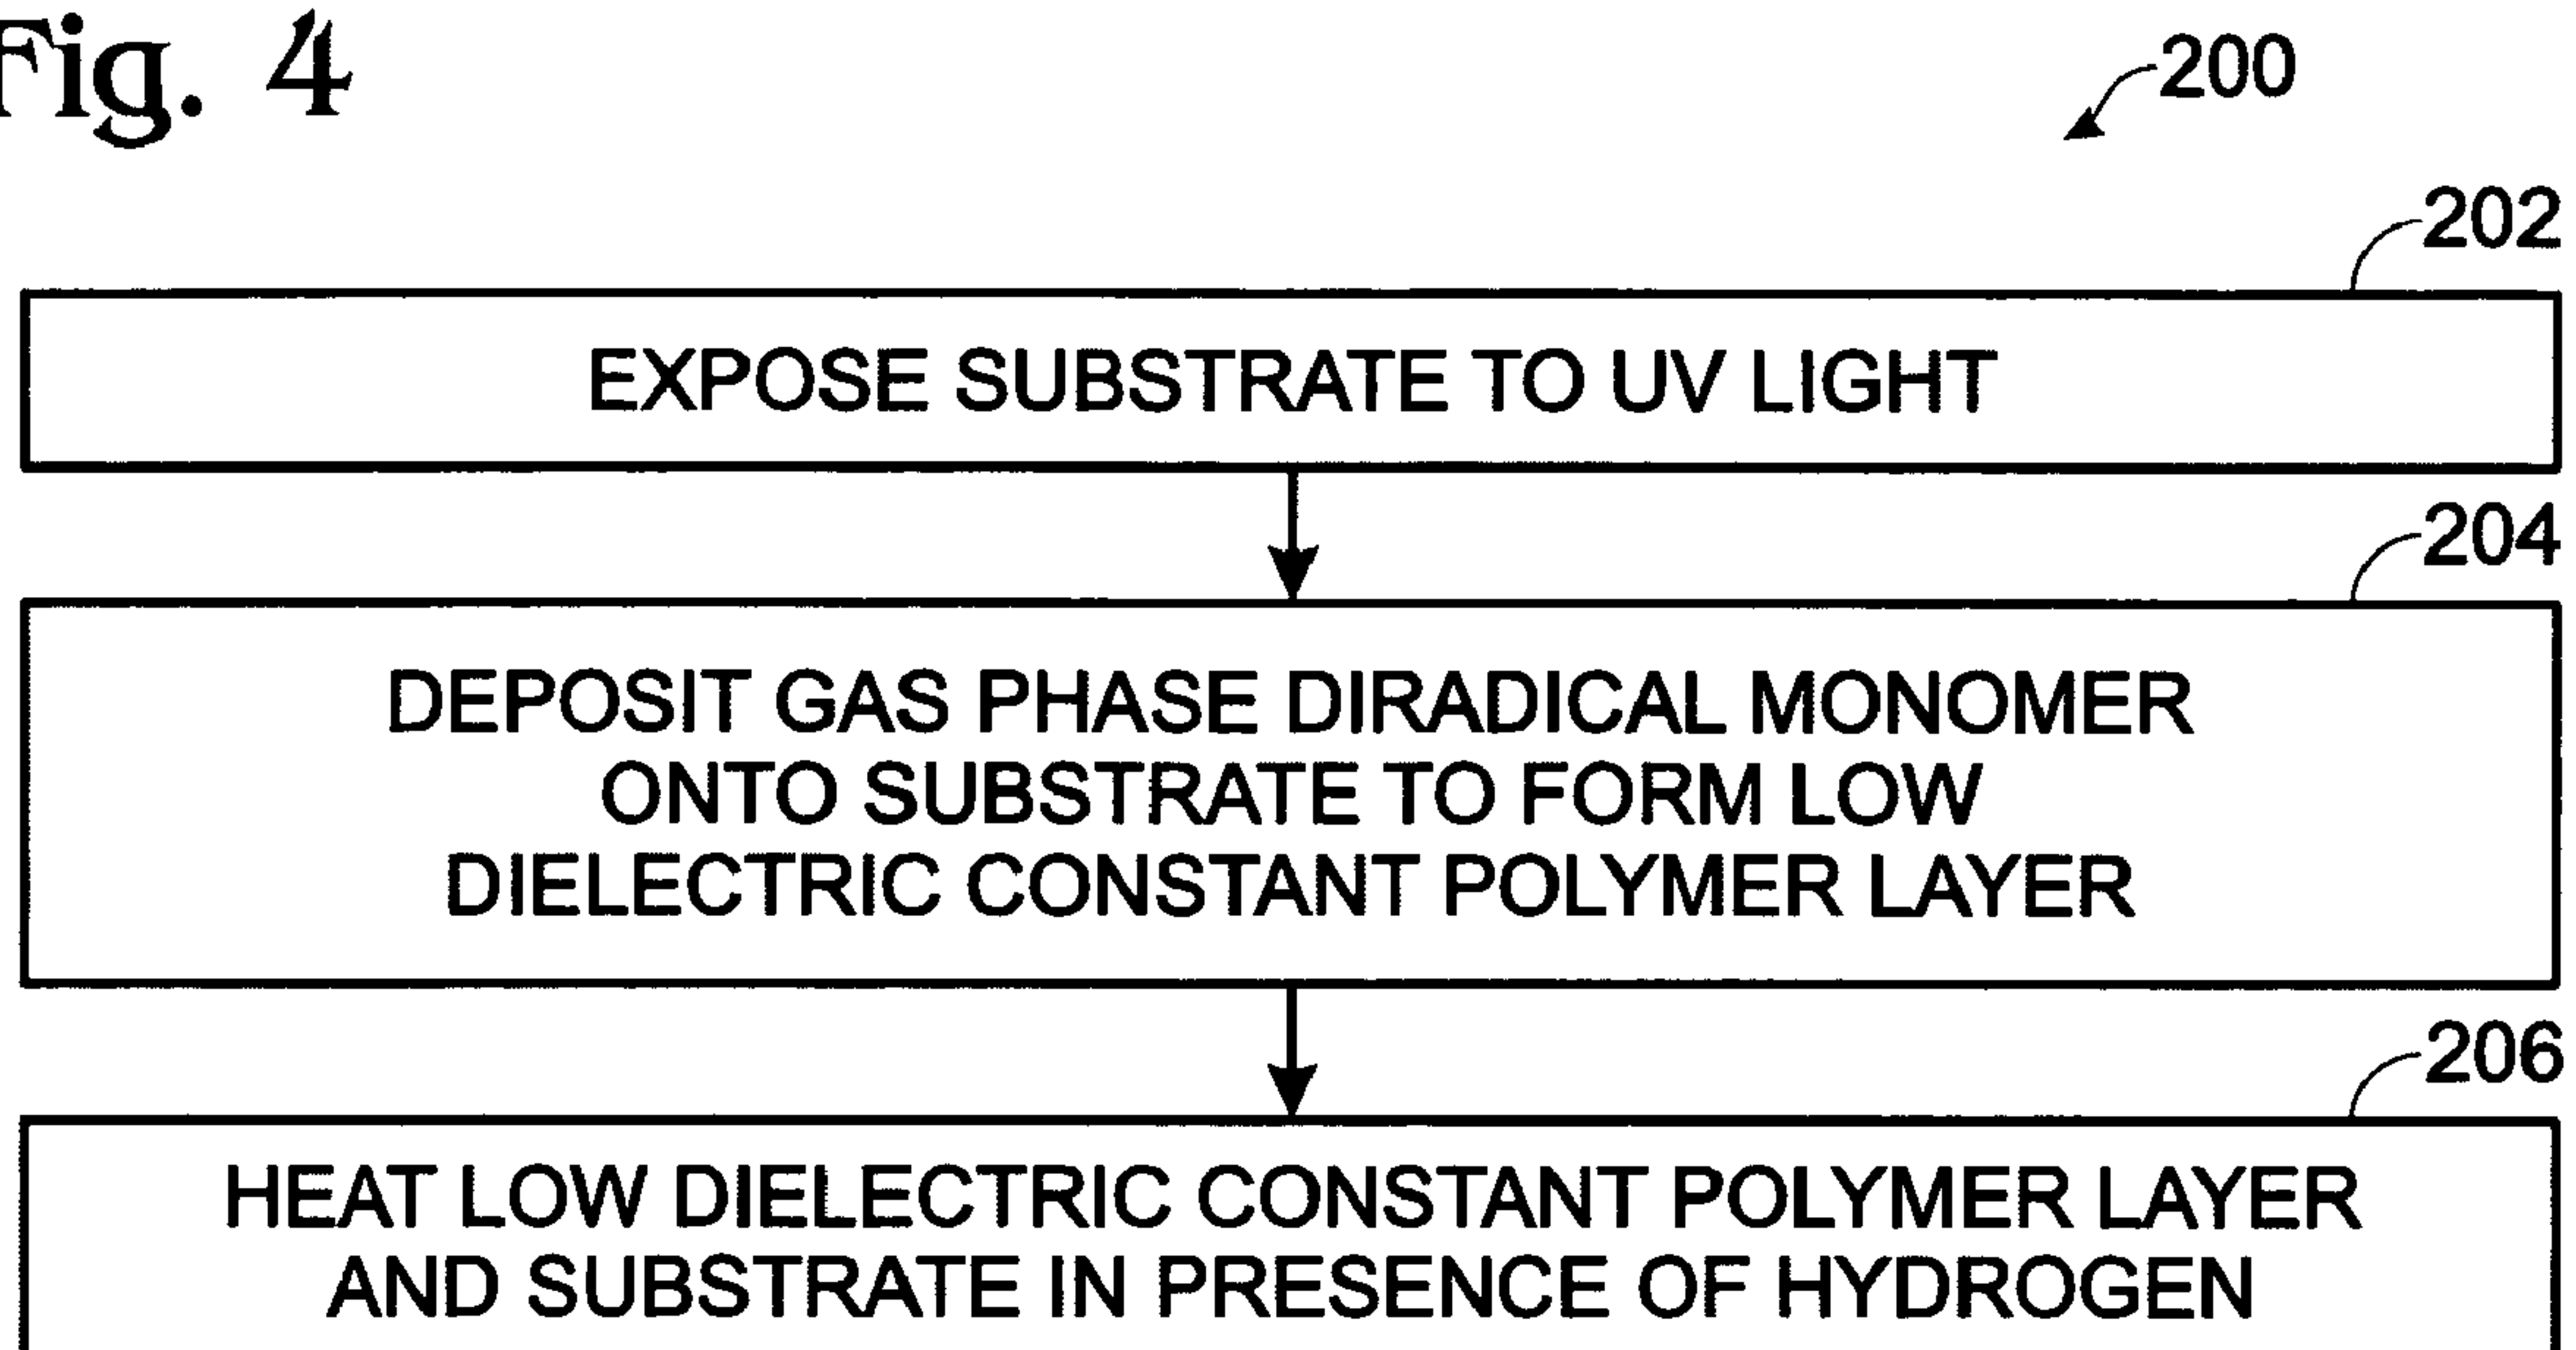 Fig. 4
200
202
EXPOSE SUBSTRATE TO UV LIGHT
204
DEPOSIT GAS PHASE DIRADICAL MONOMER
ONTO SUBSTRATE TO FORM LOW
DIELECTRIC CONSTANT POLYMER LAYER
206
HEAT LOW DIELECTRIC CONSTANT POLYMER LAYER
AND SUBSTRATE IN PRESENCE OF HYDROGEN